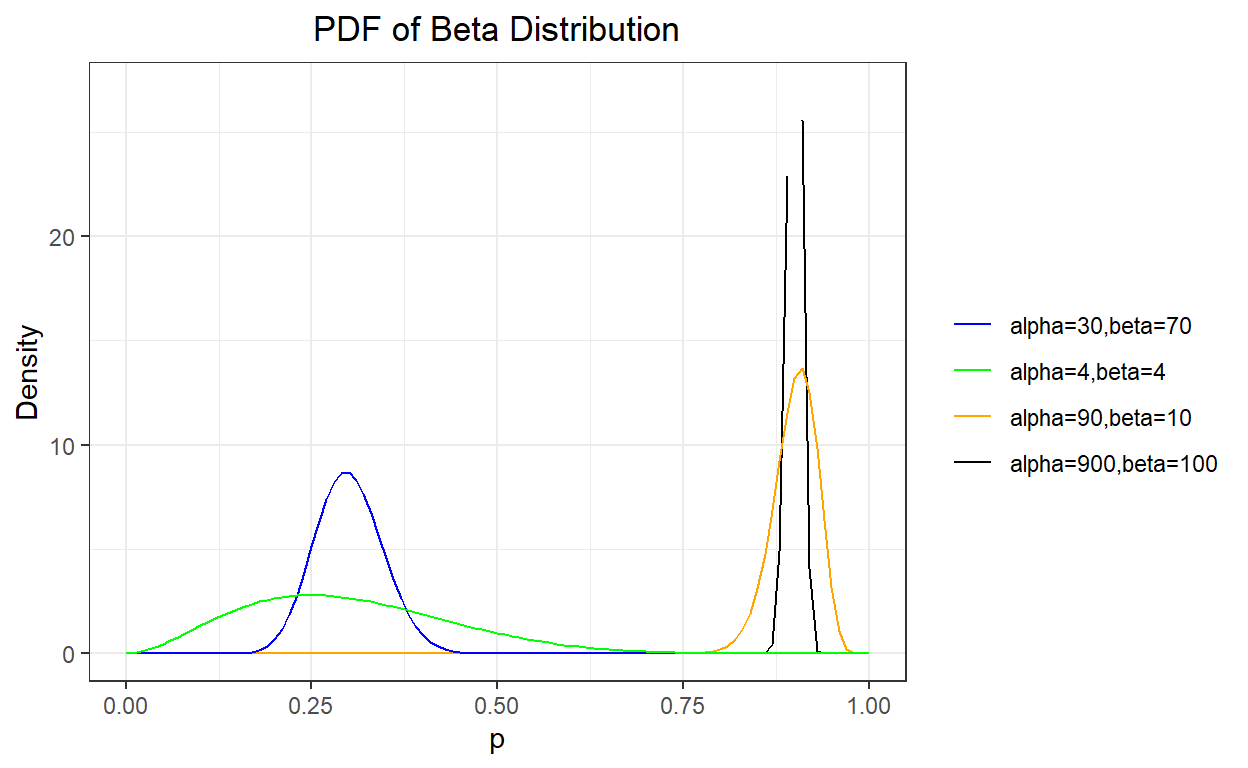 PDF of Beta Distribution
Density
20
10
0
0.00 0.25 0.50 0.75 1.00
p
alpha=30,beta=70
alpha=4,beta=4
alpha=90,beta=10
alpha=900,beta=100